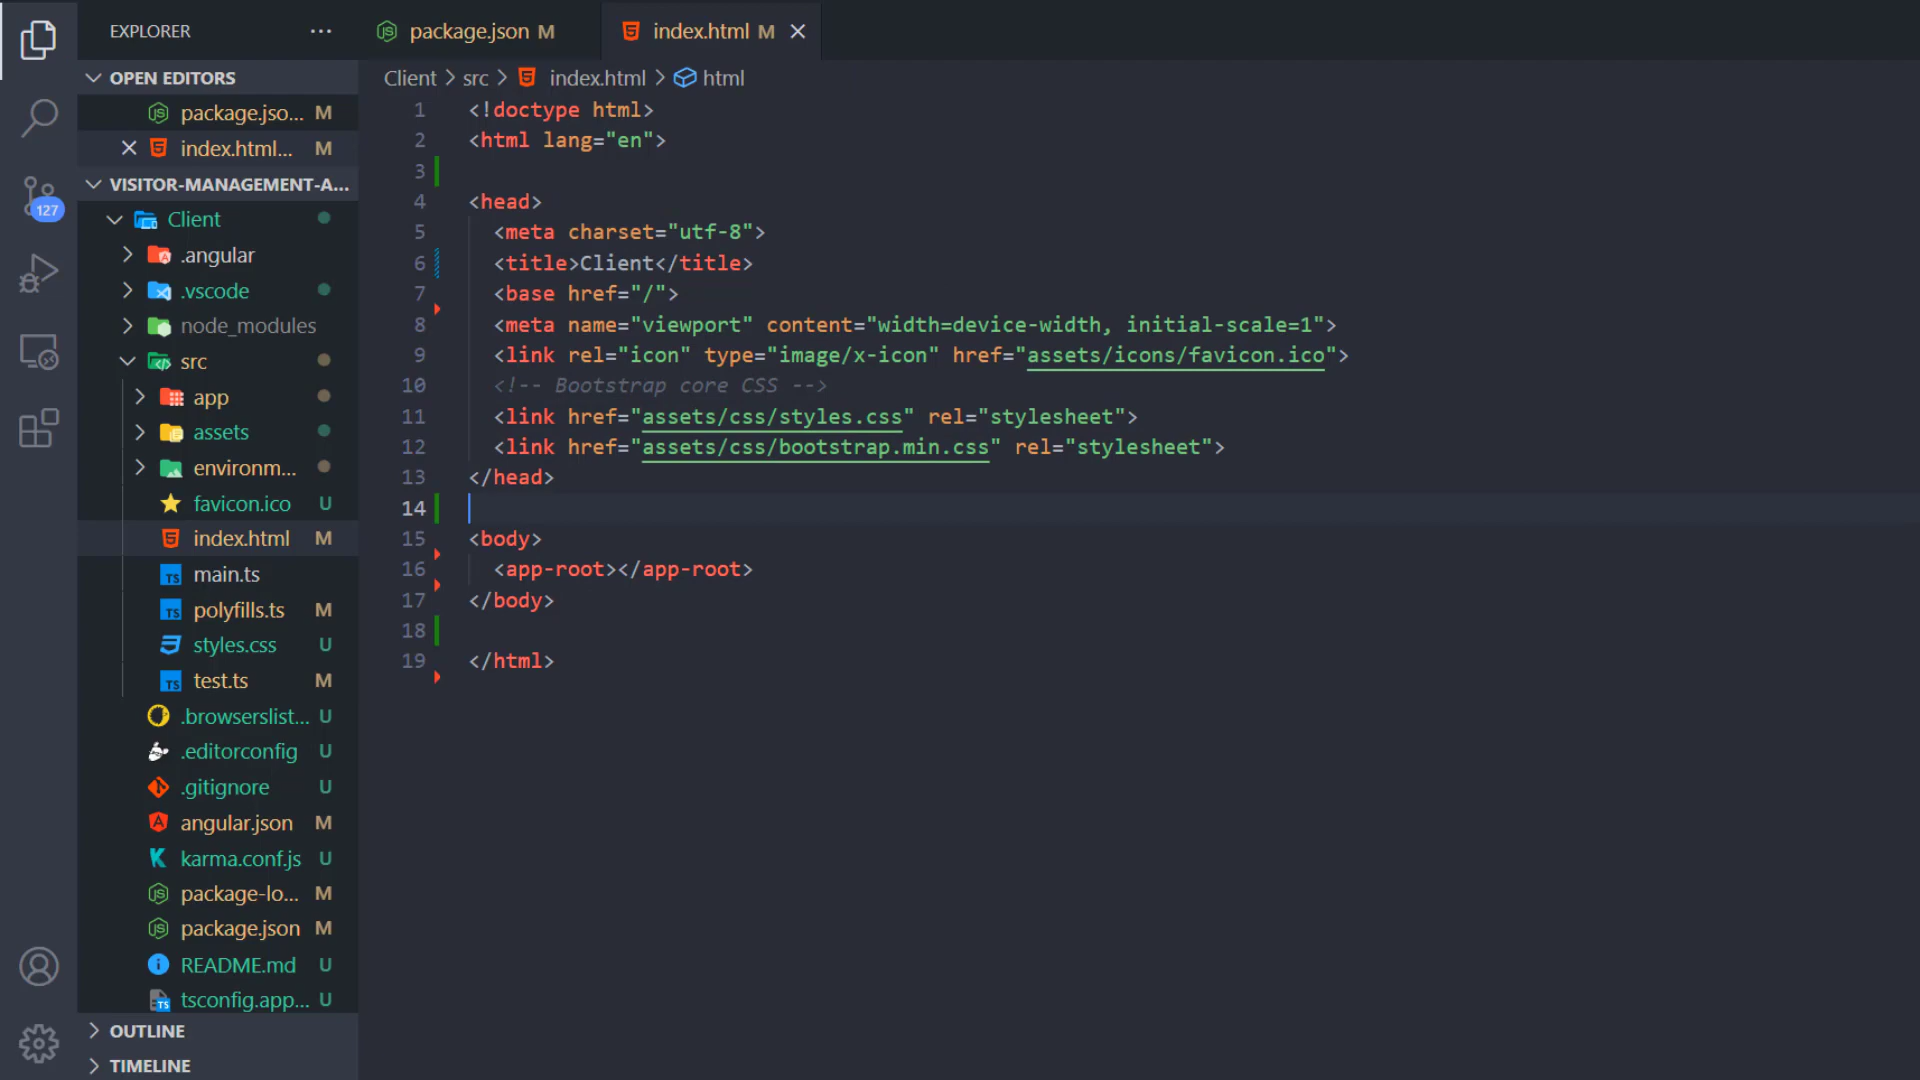 EXPLORER ...
OPEN EDITORS
package.jso... M
index.html... M
VISITOR-MANAGEMENT-A...
Client
.angular
.vscode
node_modules
src
app
assets
environm...
favicon.ico U
index.html M
main.ts
polyfills.ts M
styles.css U
test.ts M
.browserslist... U
.editorconfig U
.gitignore U
angular.json M
karma.conf.js U
package-lo... M
package.json M
README.md U
tsconfig.app... U
OUTLINE
TIMELINE
127
package.json M
index.html M
Client > src > index.html > html
1 <!doctype html>
2 <html lang="en">
3
4 <head>
5 <meta charset="utf-8">
6 <title>Client</title>
7 <base href="/">
8 <meta name="viewport" content="width=device-width, initial-scale=1">
9 <link rel="icon" type="image/x-icon" href="assets/icons/favicon.ico">
10 <!-- Bootstrap core CSS -->
11 <link href="assets/css/styles.css" rel="stylesheet">
12 <link href="assets/css/bootstrap.min.css" rel="stylesheet">
13 </head>
14
15 <body>
16 <app-root></app-root>
17 </body>
18
19 </html>